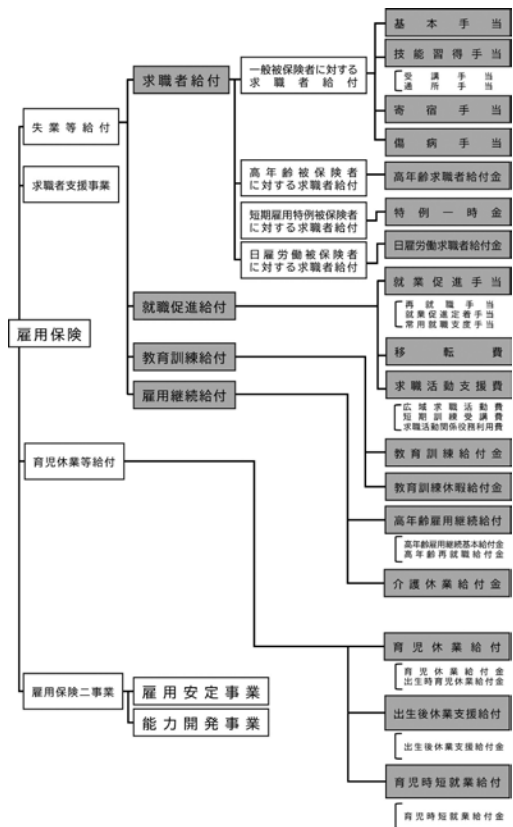 基本手当
技能習得手当
受講手当
通所手当
寄宿手当
傷病手当
一般被保険者に対する
求職者給付
求職者給付
失業等給付
求職者支援事業
高年齢被保険者
に対する求職者給付
高年齢求職者給付金
短期雇用特例被保険者
に対する求職者給付
特例一時金
日雇労働被保険者
に対する求職者給付
日雇労働求職者給付金
就業促進手当
再就職手当
就業促進定着手当
常用就職支度手当
就職促進給付
雇用保険
移転費
教育訓練給付
求職活動支援費
広域求職活動費
短期訓練受講費
求職活動関係役務利用費
雇用継続給付
教育訓練給付金
育児休業等給付
教育訓練休暇給付金
高年齢雇用継続給付
高年齢雇用継続基本給付金
高年齢再就職給付金
介護休業給付金
育児休業給付
育児休業給付金
出生時育児休業給付金
雇用保険二事業
雇用安定事業
能力開発事業
出生後休業支援給付
出生後休業支援給付金
育児時短就業給付
育児時短就業給付金